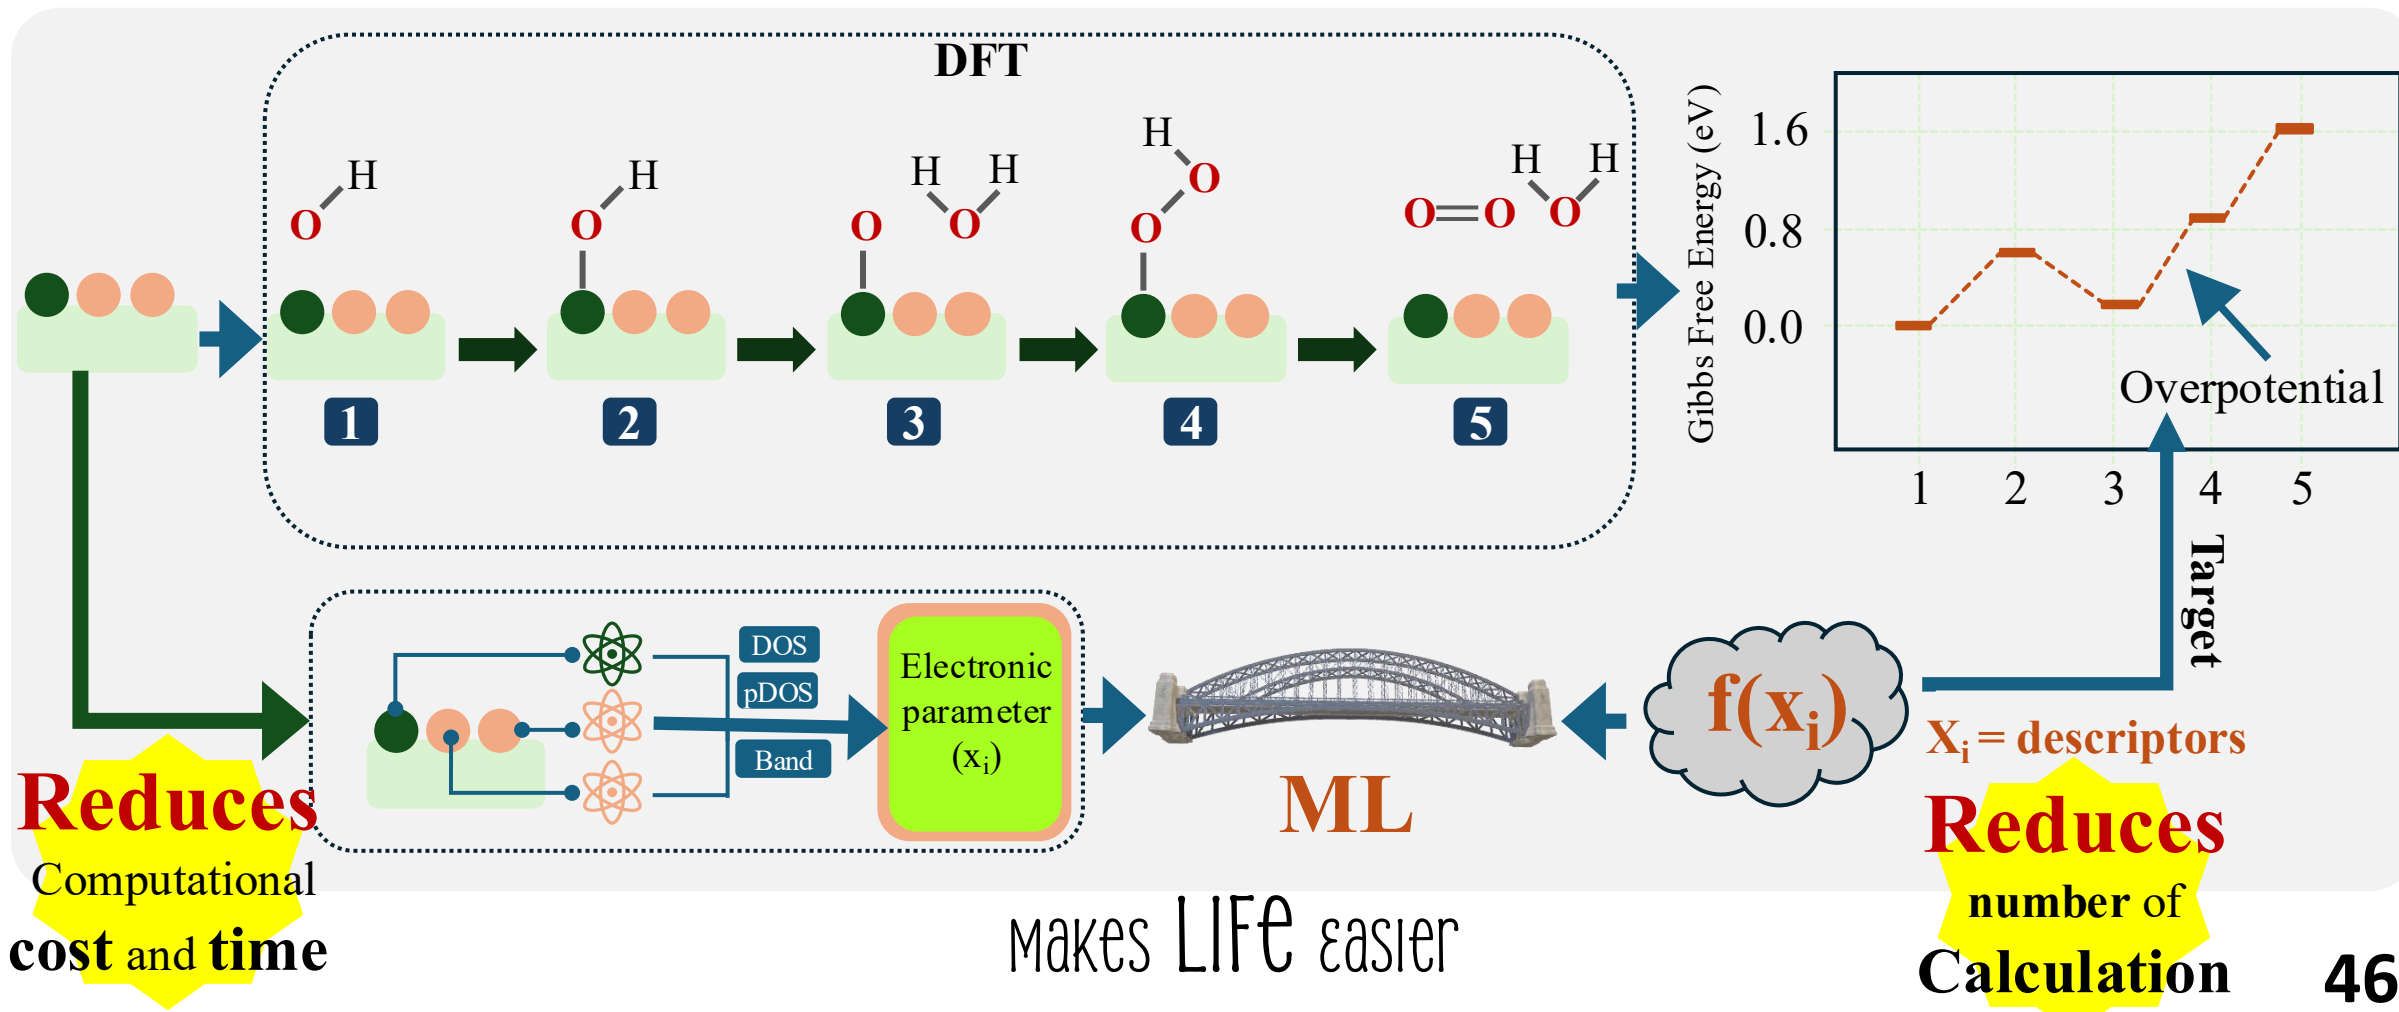 DFT
O H
O H
O H O H
O O H
O O H O H
1
2
3
4
5
Gibbs Free Energy (eV)
1.6
0.8
0.0
Overpotential
1 2 3 4 5
Target
DOS
pDOS
Band
Electronic
parameter
(xᵢ)
ML
f(xᵢ)
Xᵢ = descriptors
Reduces
Computational
cost and time
Makes LIFe easier
Reduces
number of
Calculation
46